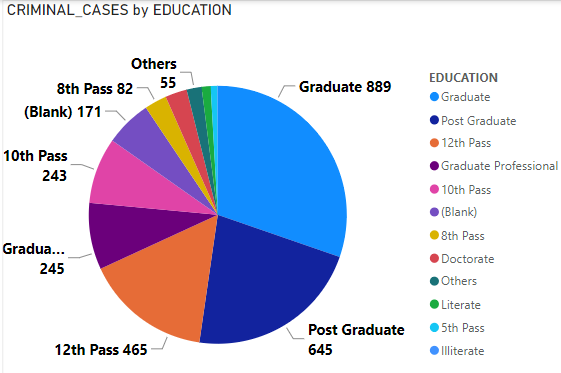 CRIMINAL_CASES by EDUCATION
Others
55
8th Pass 82
(Blank) 171
10th Pass
243
Gradua...
245
12th Pass 465
Graduate 889
Post Graduate
645
EDUCATION
Graduate
Post Graduate
12th Pass
Graduate Professional
10th Pass
(Blank)
8th Pass
Doctorate
Others
Literate
5th Pass
Illiterate